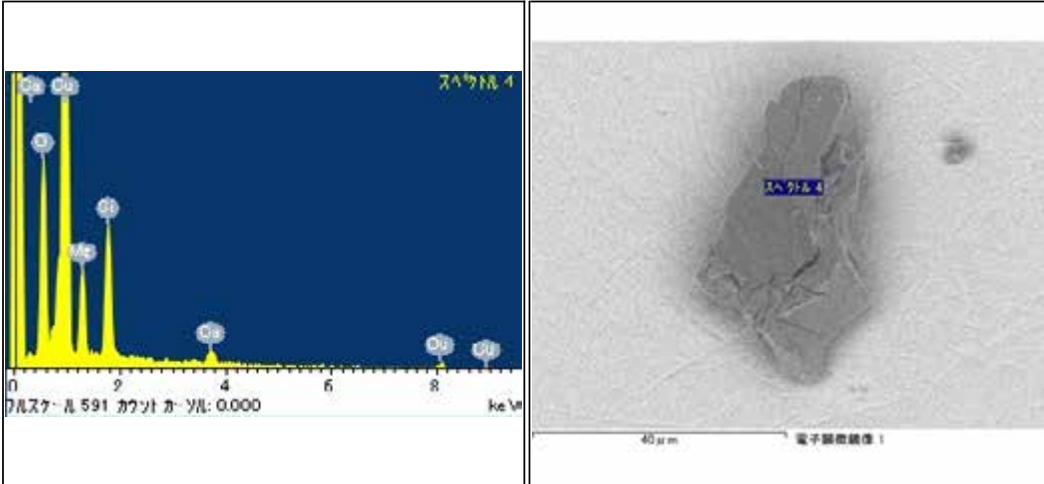 スペクトル 4
Ca Cu
O
Si
Mg
Ca
Cu Cu
0 2 4 6 8
フルスケール 591 カウント カーソル: 0.000 keV
スペクトル 4
40μm 電子顕微鏡像 1